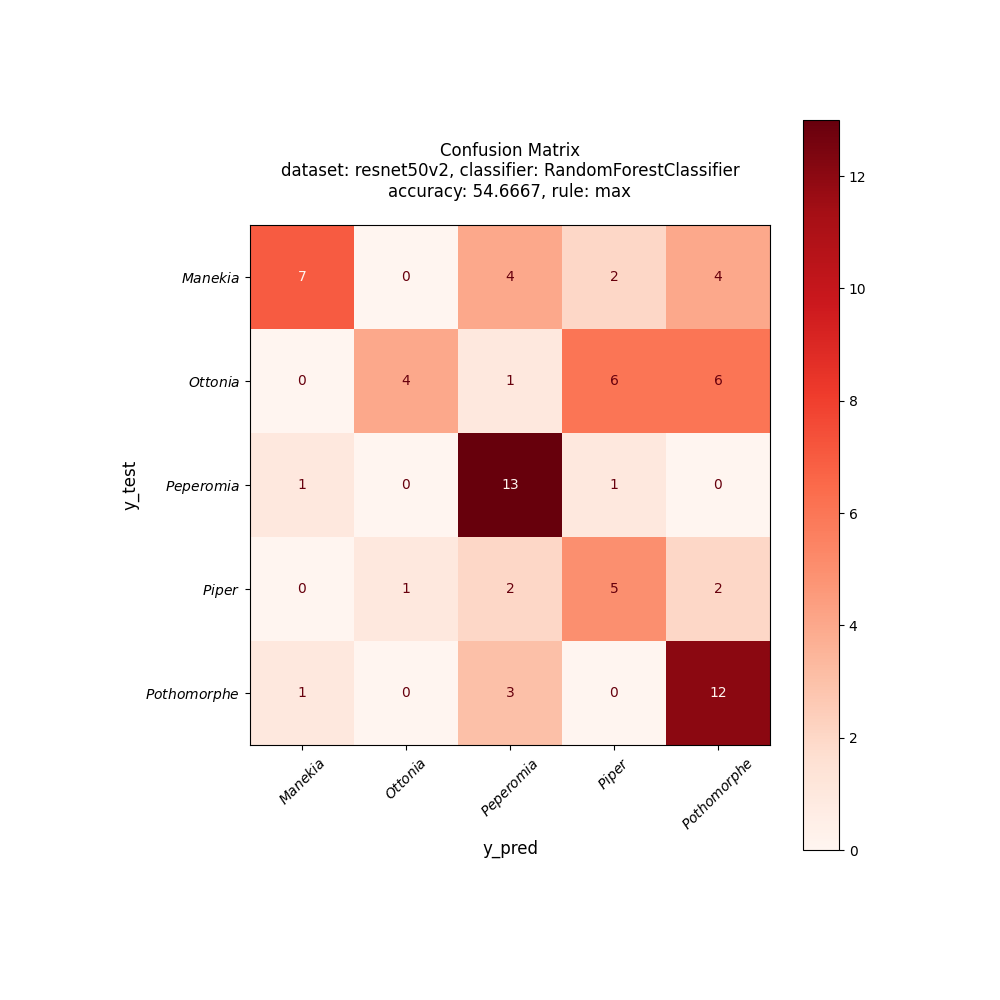 Confusion Matrix
dataset: resnet50v2, classifier: RandomForestClassifier
accuracy: 54.6667, rule: max
12
10
8
6
4
2
0
y_test
Manekia 7 0 4 2 4
Ottonia 0 4 1 6 6
Peperomia 1 0 13 1 0
Piper 0 1 2 5 2
Pothomorphe 1 0 3 0 12
Manekia Ottonia Peperomia Piper Pothomorphe
y_pred